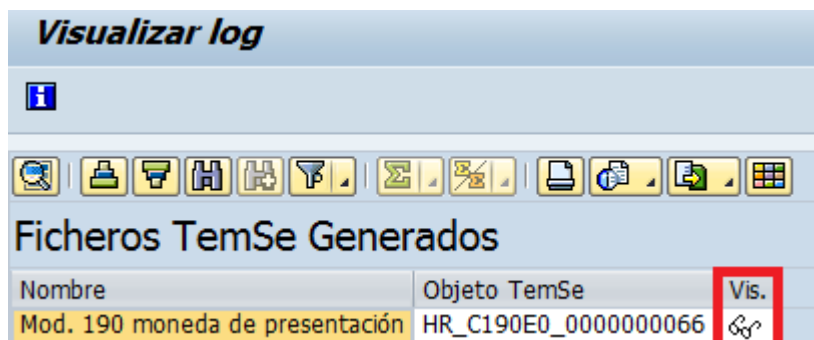 Visualizar log
Ficheros TemSe Generados
Nombre Objeto TemSe Vis.
Mod. 190 moneda de presentación HR_C190E0_0000000066